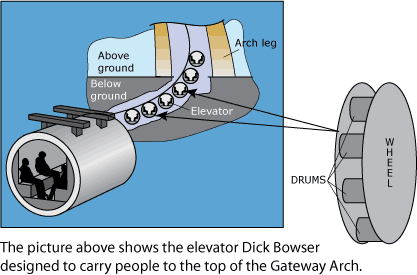 Above
ground
Arch leg
Below
ground
Elevator
DRUMS
WHEEL
The picture above shows the elevator Dick Bowser
designed to carry people to the top of the Gateway Arch.